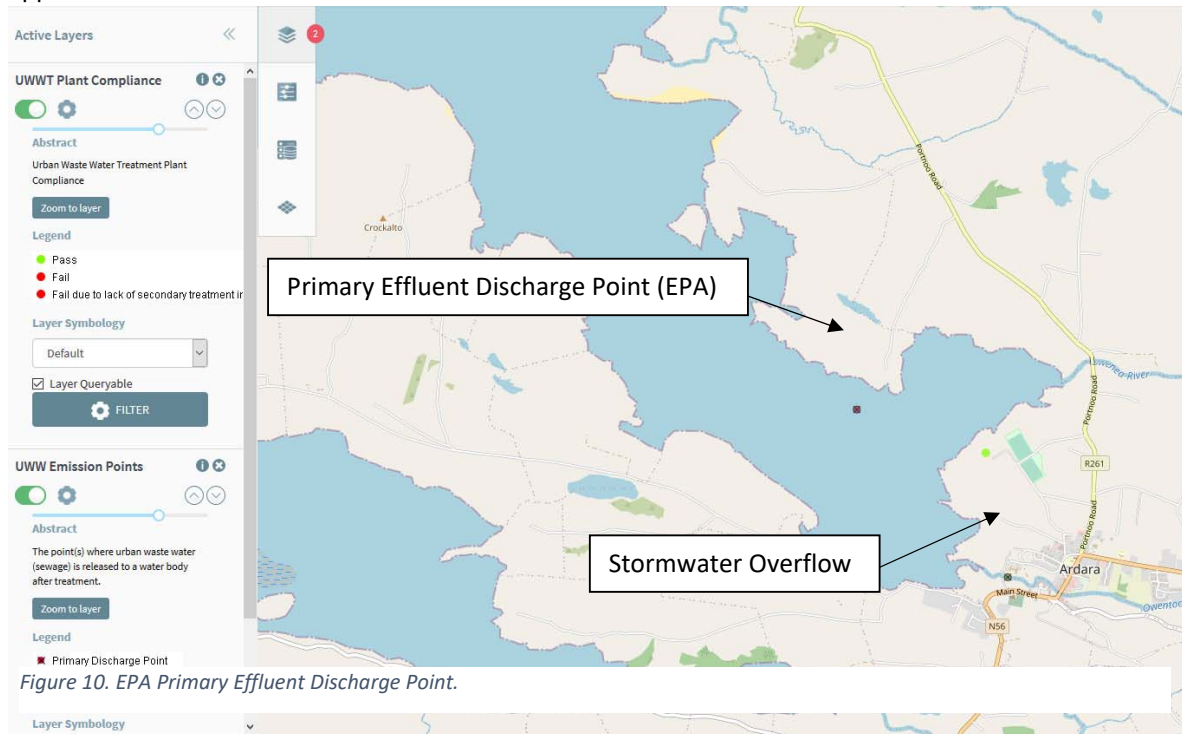 Active Layers
2
UWWT Plant Compliance
Abstract
Urban Waste Water Treatment Plant
Compliance
Zoom to layer
Legend
Pass
Fail
Fail due to lack of secondary treatment in
Layer Symbology
Default
Layer Queryable
FILTER
UWW Emission Points
Abstract
The point(s) where urban waste water
(sewage) is released to a water body
after treatment.
Zoom to layer
Legend
Primary Discharge Point
Layer Symbology
Crockalto
Portnoo Road
Primary Effluent Discharge Point (EPA)
Owenea River
Portnoo Road
R261
Portnoo Road
Stormwater Overflow
Ardara
Main Street
N56
Figure 10. EPA Primary Effluent Discharge Point.